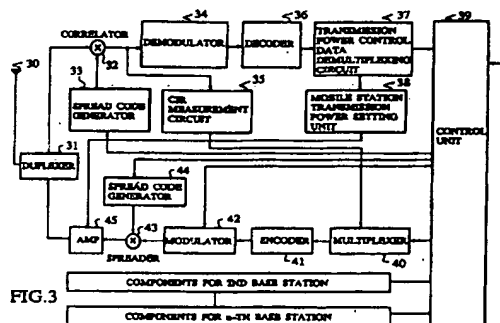 34
36
37
39
CORRELATOR
DEMODULATOR
DECODER
TRANSMISSION
POWER CONTROL
DATA
DEMULTIPLEXING
CIRCUIT
30
33
32
35
38
SPREAD CODE
GENERATOR
CIR
MEASUREMENT
CIRCUIT
MOBILE STATION
TRANSMISSION
POWER SETTING
UNIT
CONTROL
UNIT
31
DUPLEXER
44
SPREAD CODE
GENERATOR
45
43
42
AMP
MODULATOR
ENCODER
MULTIPLEXER
SPREADER
41
40
COMPONENTS FOR 2ND BASE STATION
FIG.3
COMPONENTS FOR n-TH BASE STATION